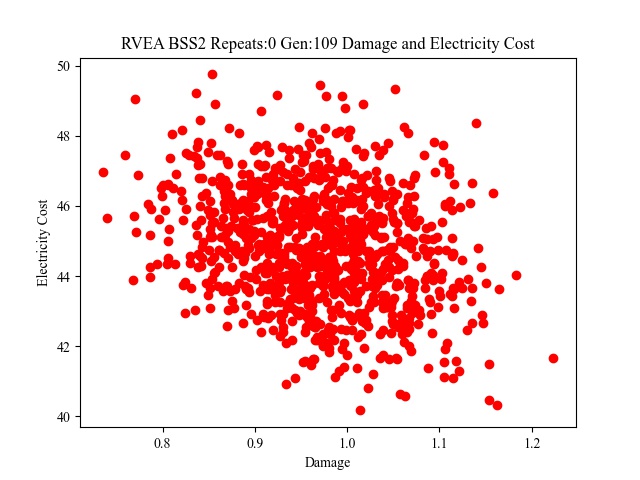 RVEA BSS2 Repeats:0 Gen:109 Damage and Electricity Cost
50
48
46
44
42
40
Electricity Cost
0.8 0.9 1.0 1.1 1.2
Damage